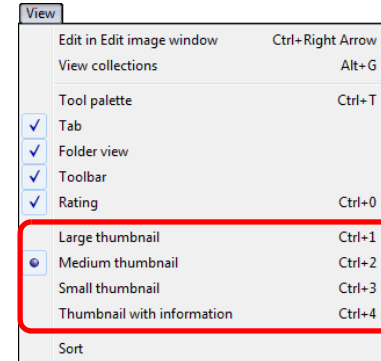 View
Edit in Edit image window Ctrl+Right Arrow
View collections Alt+G
Tool palette Ctrl+T
Tab
Folder view
Toolbar
Rating Ctrl+0
Large thumbnail Ctrl+1
Medium thumbnail Ctrl+2
Small thumbnail Ctrl+3
Thumbnail with information Ctrl+4
Sort